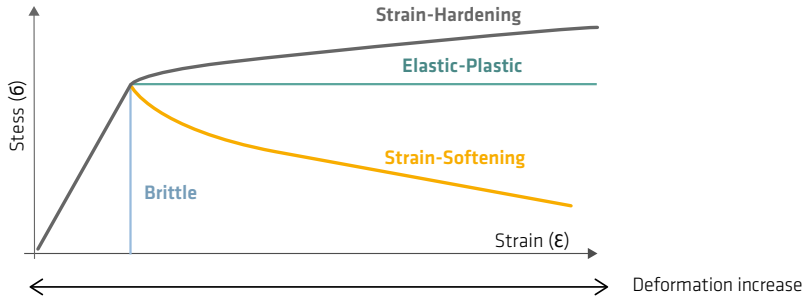 Strain-Hardening
Elastic-Plastic
Stess (б)
Strain-Softening
Brittle
Strain (Ɛ)
Deformation increase